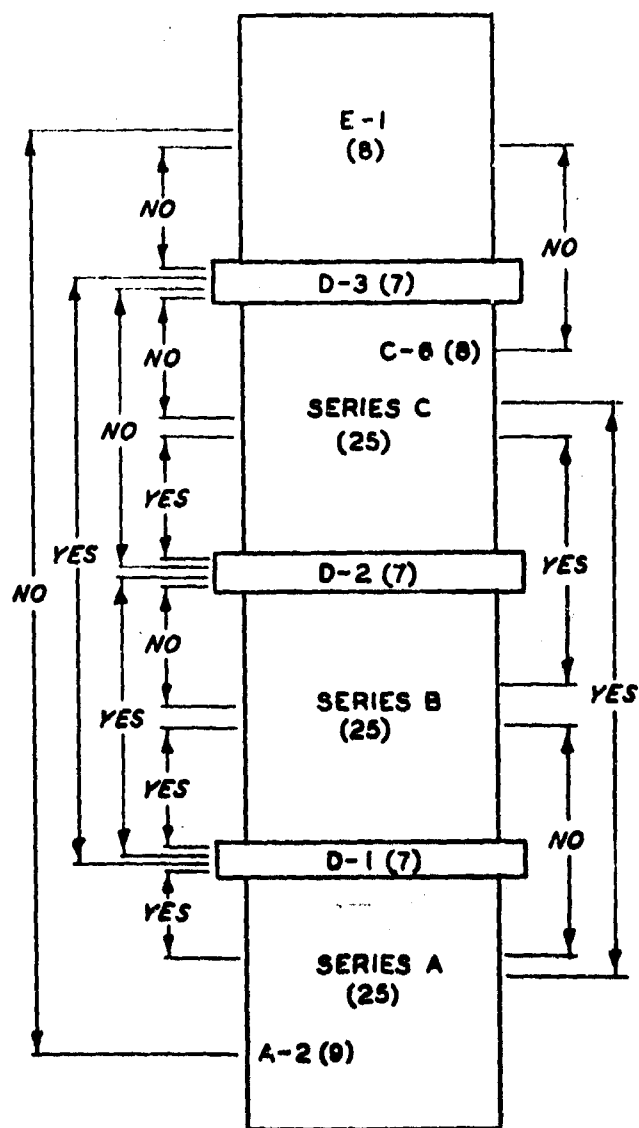 E-1
(8)
NO
NO
D-3 (7)
NO
C-6 (8)
SERIES C
(25)
NO
YES
YES
YES
D-2 (7)
NO
NO
YES
SERIES B
(25)
YES
YES
NO
D-1 (7)
YES
SERIES A
(25)
A-2 (9)